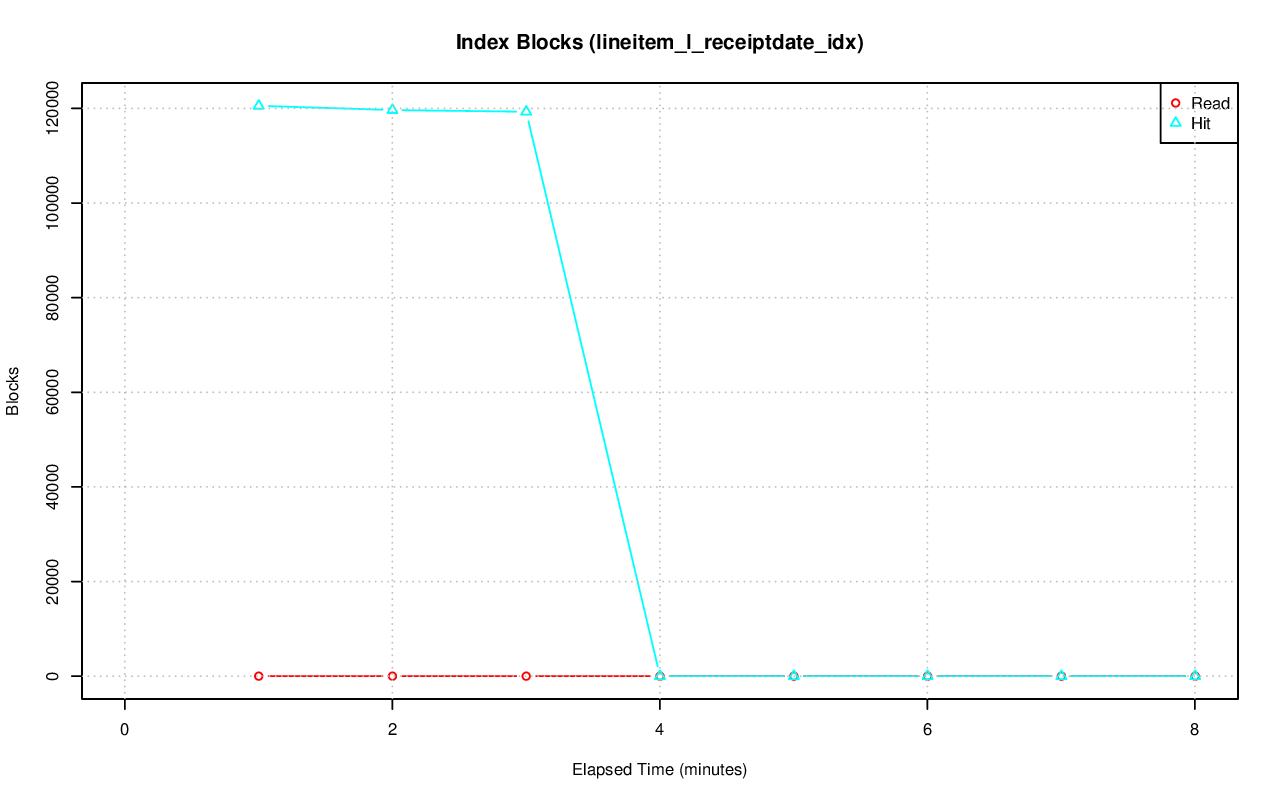 Index Blocks (lineitem_l_receiptdate_idx)
Read
Hit
120000
100000
80000
60000
40000
20000
0
Blocks
0 2 4 6 8
Elapsed Time (minutes)